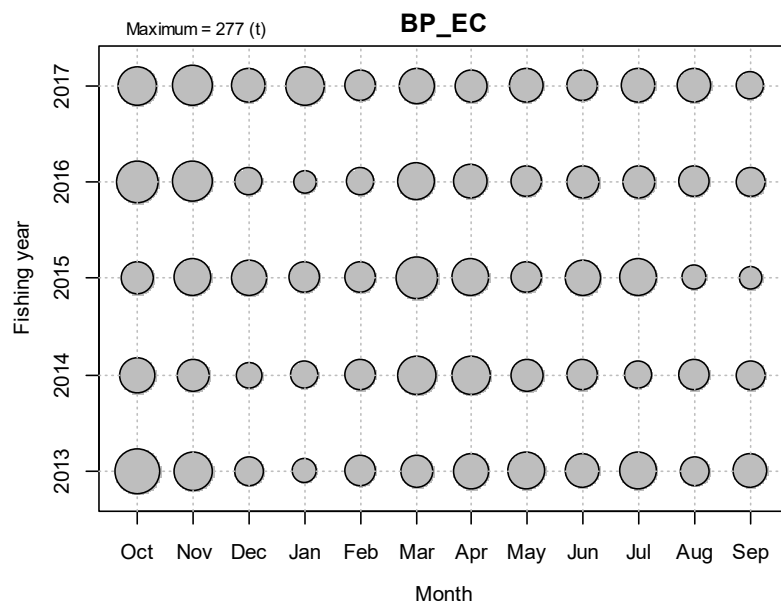 Maximum = 277 (t)
BP_EC
Fishing year
2017
2016
2015
2014
2013
Oct Nov Dec Jan Feb Mar Apr May Jun Jul Aug Sep
Month